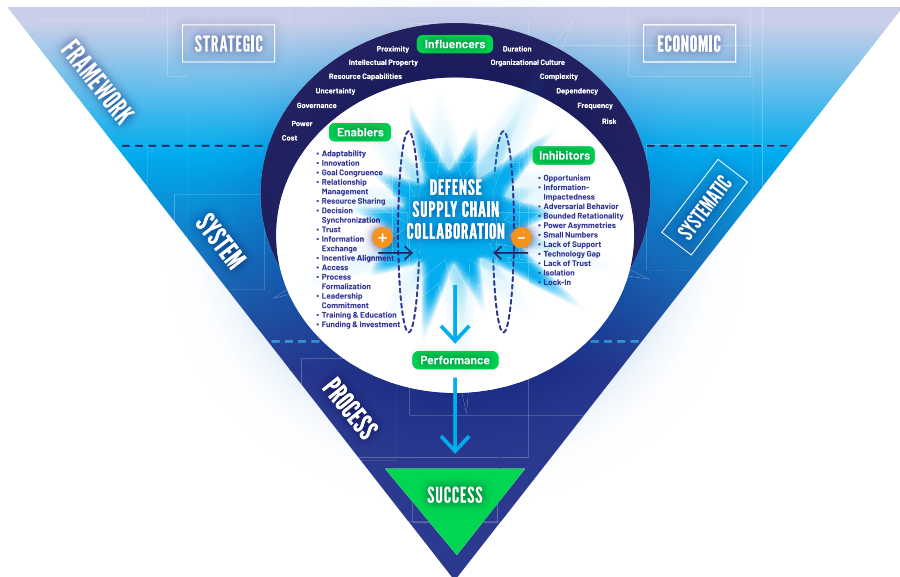 FRAMEWORK
STRATEGIC
ECONOMIC
Influencers
Proximity
Intellectual Property
Resource Capabilities
Uncertainty
Governance
Power
Cost
Duration
Organizational Culture
Complexity
Dependency
Frequency
Risk
Enablers
• Adaptability
• Innovation
• Goal Congruence
• Relationship
Management
• Resource Sharing
• Decision
Synchronization
• Trust
• Information
Exchange
• Incentive Alignment
• Access
• Process
Formalization
• Leadership
Commitment
• Training & Education
• Funding & Investment
+
DEFENSE
SUPPLY CHAIN
COLLABORATION
−
Inhibitors
• Opportunism
• Information-
Impactedness
• Adversarial Behavior
• Bounded Retionality
• Power Asymmetries
• Small Numbers
• Lack of Support
• Technology Gap
• Lack of Trust
• Isolation
• Lock-In
SYSTEM
SYSTEMATIC
Performance
PROCESS
SUCCESS